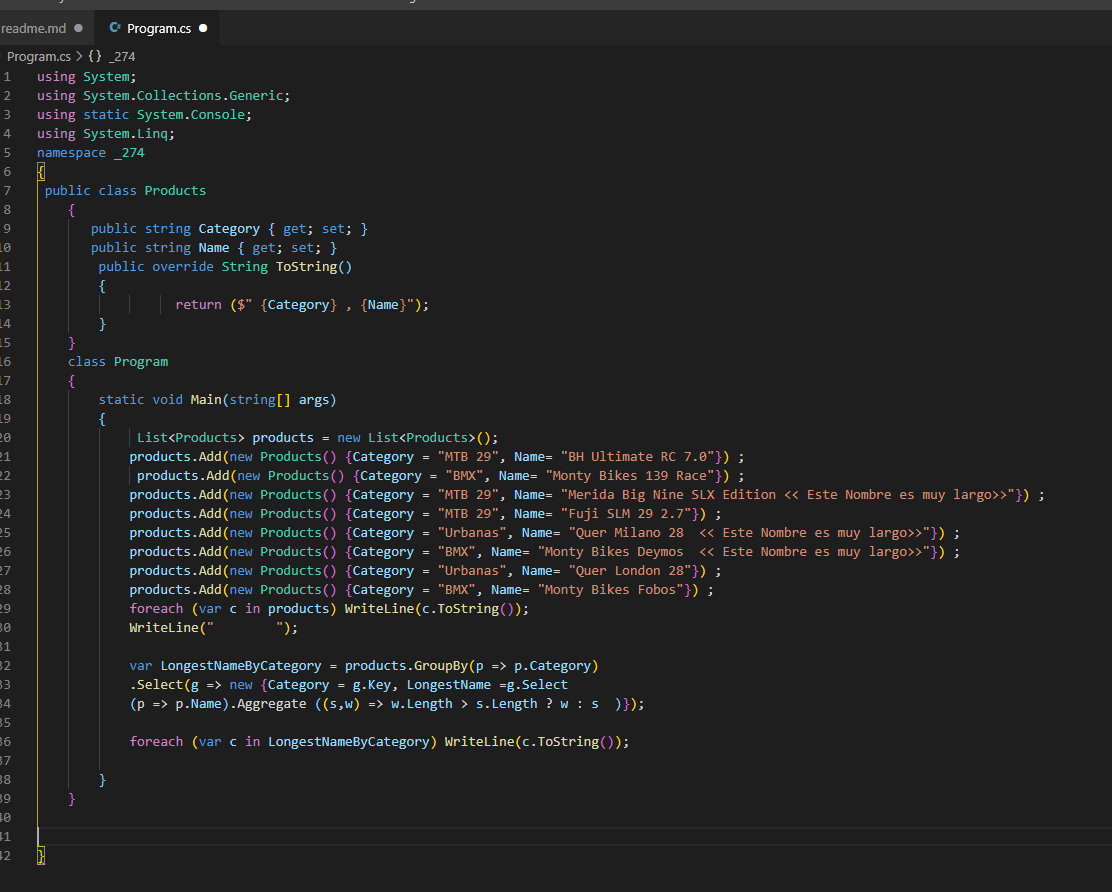 readme.md
Program.cs
Program.cs > {} _274
1 using System;
2 using System.Collections.Generic;
3 using static System.Console;
4 using System.Linq;
5 namespace _274
6 {
7 public class Products
8 {
9 public string Category { get; set; }
10 public string Name { get; set; }
11 public override String ToString()
12 {
13 return ($" {Category} , {Name}");
14 }
15 }
16 class Program
17 {
18 static void Main(string[] args)
19 {
20 List<Products> products = new List<Products>();
21 products.Add(new Products() {Category = "MTB 29", Name= "BH Ultimate RC 7.0"}) ;
22 products.Add(new Products() {Category = "BMX", Name= "Monty Bikes 139 Race"}) ;
23 products.Add(new Products() {Category = "MTB 29", Name= "Merida Big Nine SLX Edition << Este Nombre es muy largo>>"}) ;
24 products.Add(new Products() {Category = "MTB 29", Name= "Fuji SLM 29 2.7"}) ;
25 products.Add(new Products() {Category = "Urbanas", Name= "Quer Milano 28  << Este Nombre es muy largo>>"}) ;
26 products.Add(new Products() {Category = "BMX", Name= "Monty Bikes Deymos  << Este Nombre es muy largo>>"}) ;
27 products.Add(new Products() {Category = "Urbanas", Name= "Quer London 28"}) ;
28 products.Add(new Products() {Category = "BMX", Name= "Monty Bikes Fobos"}) ;
29 foreach (var c in products) WriteLine(c.ToString());
30 WriteLine("        ");
31
32 var LongestNameByCategory = products.GroupBy(p => p.Category)
33 .Select(g => new {Category = g.Key, LongestName =g.Select
34 (p => p.Name).Aggregate ((s,w) => w.Length > s.Length ? w : s  )});
35
36 foreach (var c in LongestNameByCategory) WriteLine(c.ToString());
37
38 }
39 }
40
41
42 }